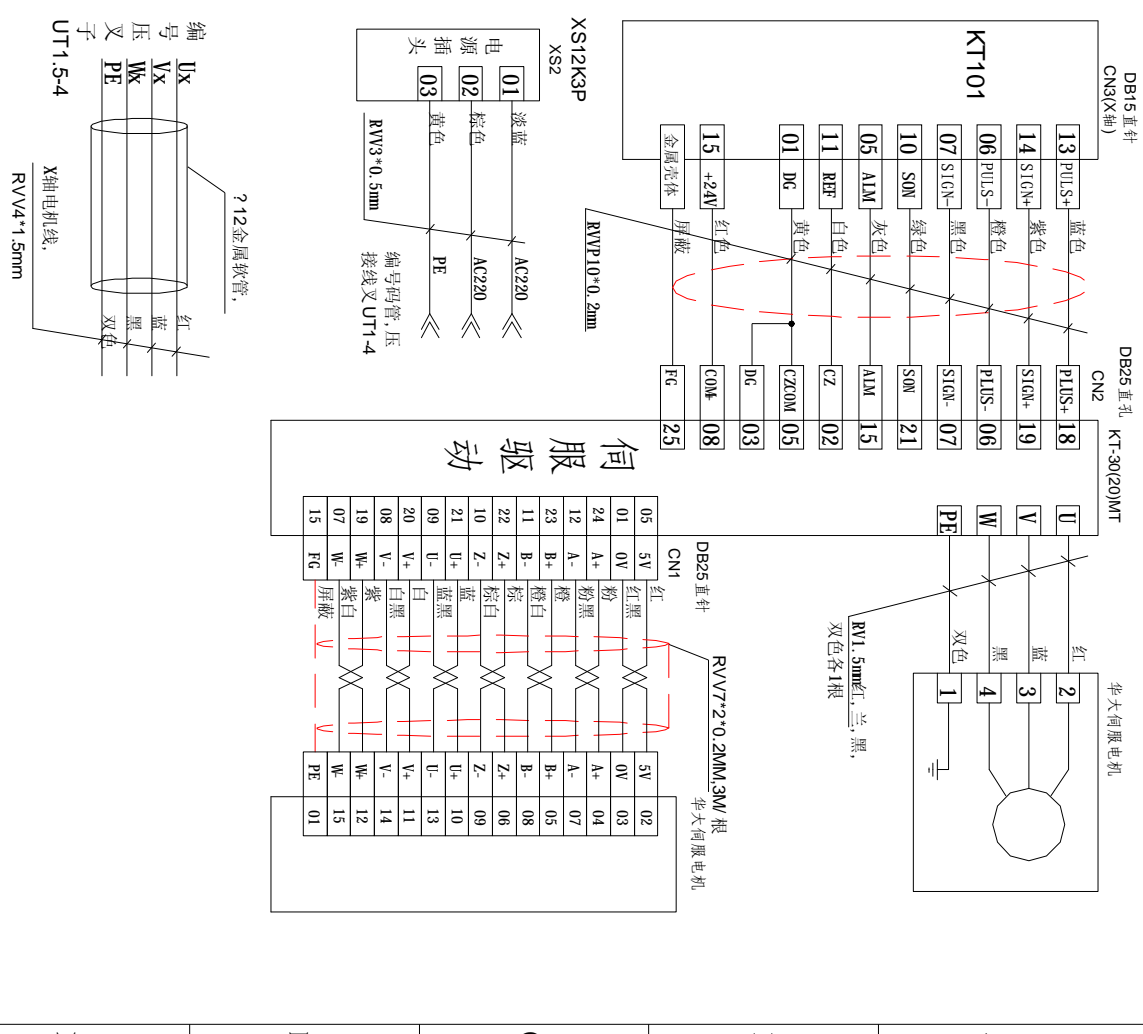 DB15直针
CN3(X轴)
KT101
13 PULS+ 蓝色
14 SIGN+ 紫色
06 PULS- 橙色
07 SIGN- 黑色
10 SON 绿色
05 ALM 灰色
11 REF 白色
01 DG 黄色
15 +24V 红色
金属壳体 屏蔽
RVVP10*0.2mm
DB25直孔
CN2
KT-30(20)MT
PLUS+ 18
SIGN+ 19
PLUS- 06
SIGN- 07
SON 21
ALM 15
CZ 02
CZCOM 05
DG 03
COM+ 08
FG 25
伺服驱动
U
V
W
PE
RV1.5mm红,兰,黑,
双色各1根
红
蓝
黑
双色
2
3
4
1
华大伺服电机
XS12K3P
XS2
电源插头
01 淡蓝 AC220
02 棕色 AC220
03 黄色 PE
RVV3*0.5mm
编号码管,压
接线叉UT1-4
DB25直针
CN1
05 5V 红 5V 02
01 0V 红黑 0V 03
24 A+ 粉 A+ 04
12 A- 粉黑 A- 07
23 B+ 橙 B+ 05
11 B- 橙白 B- 08
22 Z+ 棕 Z+ 06
10 Z- 棕白 Z- 09
21 U+ 蓝 U+ 10
09 U- 蓝黑 U- 13
20 V+ 白 V+ 11
08 V- 白黑 V- 14
19 W+ 紫 W+ 12
07 W- 紫白 W- 15
15 FG 屏蔽 PE 01
RVV7*2*0.2MM,3M/根
华大伺服电机
编号压叉子
UT1.5-4
Ux
Vx
Wx
PE
?12金属软管,
红
蓝
黑
双色
X轴电机线,
RVV4*1.5mm